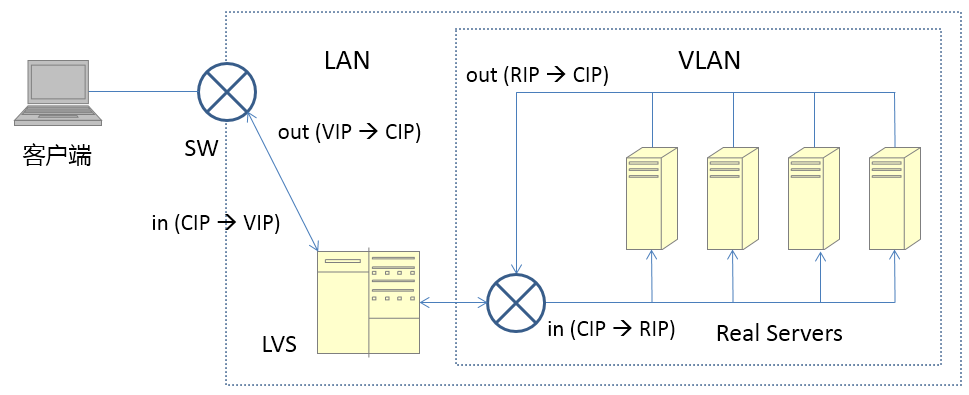 LAN
VLAN
out (RIP → CIP)
out (VIP → CIP)
SW
客户端
in (CIP → VIP)
in (CIP → RIP)
Real Servers
LVS